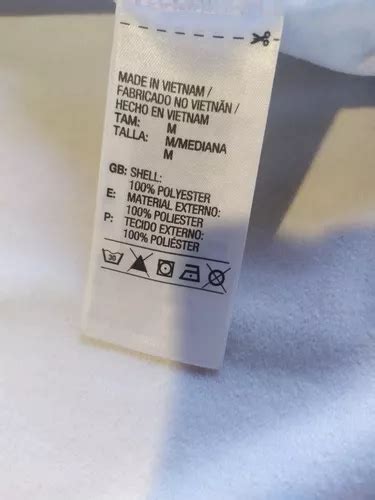 MADE IN VIETNAM /
FABRICADO NO VIETNÃN /
HECHO EN VIETNAM
TAM: M
TALLA: M/MEDIANA
M
GB: SHELL:
100% POLYESTER
E: MATERIAL EXTERNO:
100% POLIESTER
P: TECIDO EXTERNO:
100% POLIÉSTER
30